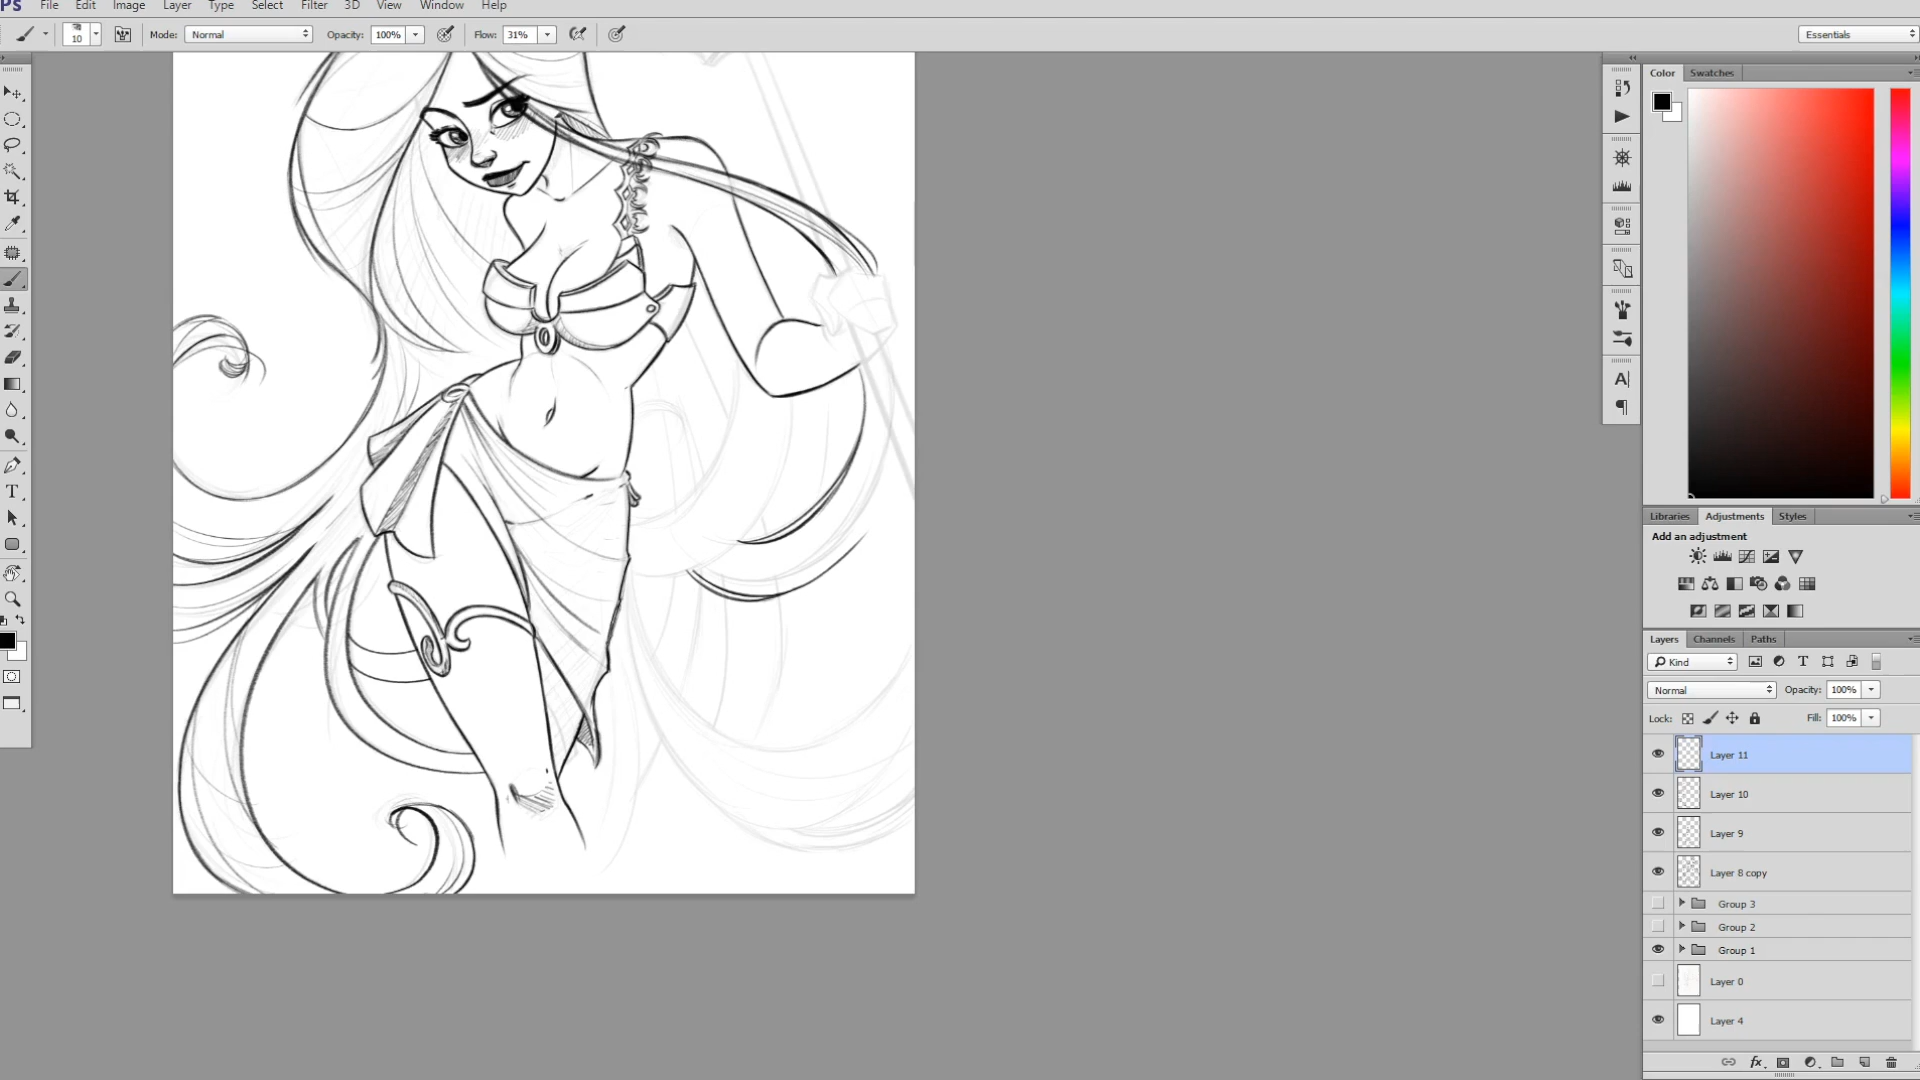 Ps File Edit Image Layer Type Select Filter 3D View Window Help
10 Mode: Normal Opacity: 100% Flow: 31% Essentials
Color Swatches
Libraries Adjustments Styles
Add an adjustment
Layers Channels Paths
Kind
Normal Opacity: 100%
Lock: Fill: 100%
Layer 11
Layer 10
Layer 9
Layer 8 copy
Group 3
Group 2
Group 1
Layer 0
Layer 4
fx